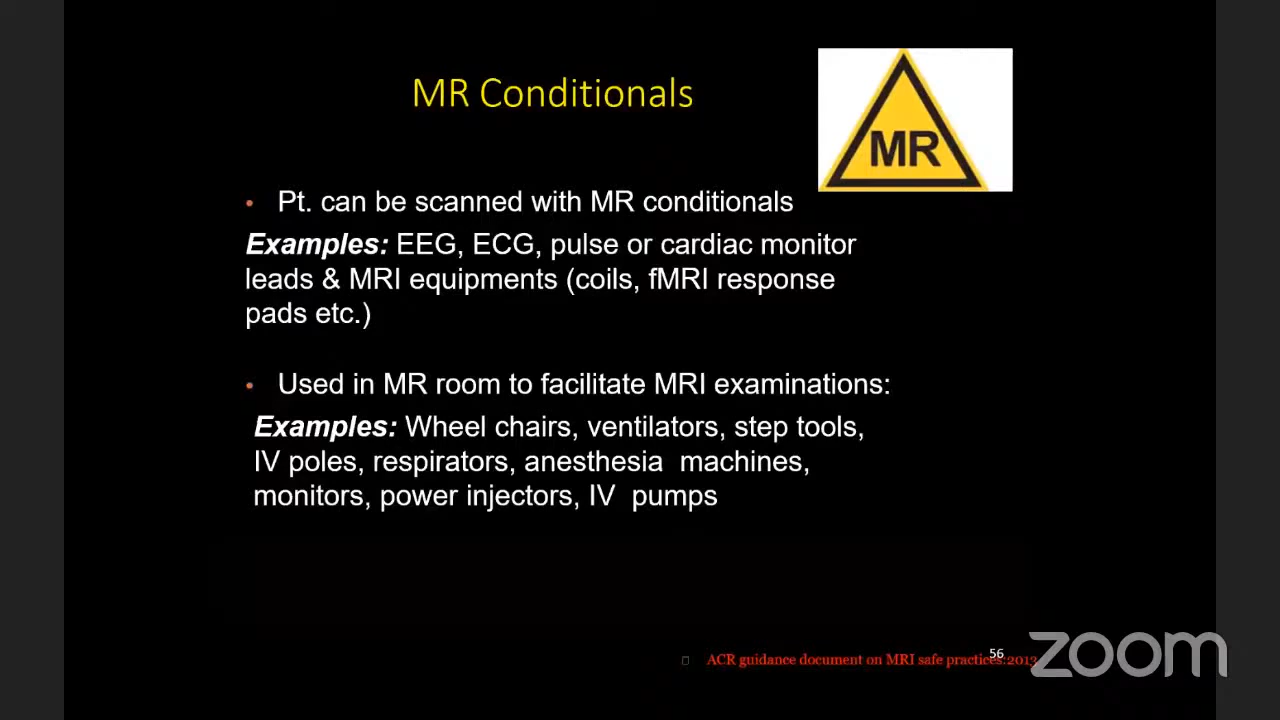 MR Conditionals
MR
• Pt. can be scanned with MR conditionals
Examples: EEG, ECG, pulse or cardiac monitor
leads & MRI equipments (coils, fMRI response
pads etc.)
• Used in MR room to facilitate MRI examinations:
Examples: Wheel chairs, ventilators, step tools,
IV poles, respirators, anesthesia machines,
monitors, power injectors, IV pumps
ACR guidance document on MRI safe practices:2013
56
zoom